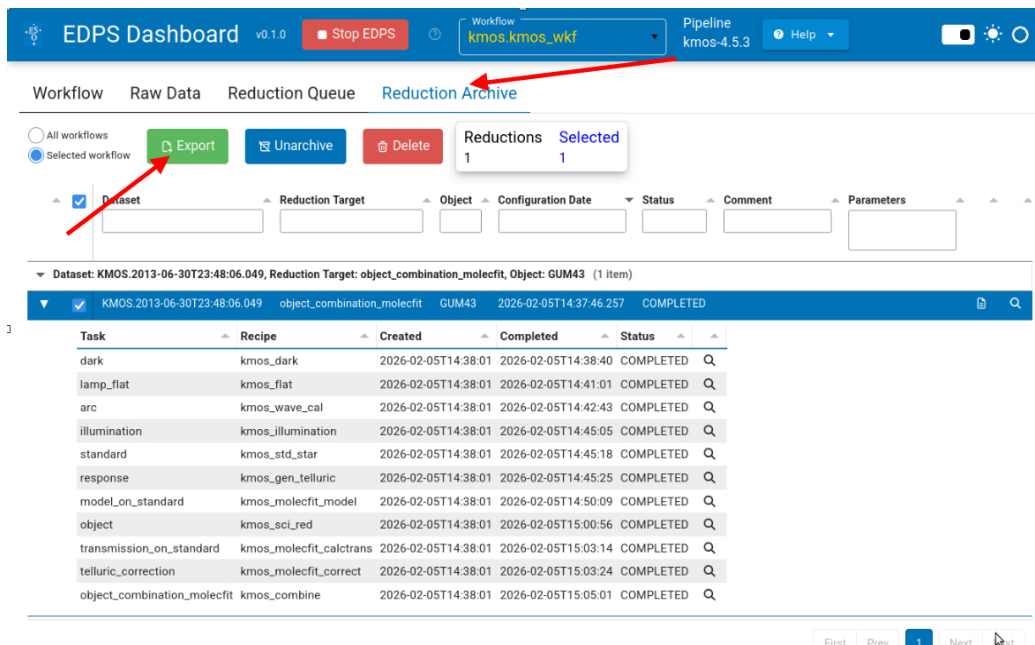 EDPS Dashboard v0.1.0 Stop EDPS Workflow kmos.kmos_wkf Pipeline kmos-4.5.3 Help
Workflow Raw Data Reduction Queue Reduction Archive
All workflows
Selected workflow
Export Unarchive Delete
Reductions Selected
1 1
Dataset Reduction Target Object Configuration Date Status Comment Parameters
Dataset: KMOS.2013-06-30T23:48:06.049, Reduction Target: object_combination_molecfit, Object: GUM43 (1 item)
KMOS.2013-06-30T23:48:06.049 object_combination_molecfit GUM43 2026-02-05T14:37:46.257 COMPLETED
Task Recipe Created Completed Status
dark kmos_dark 2026-02-05T14:38:01 2026-02-05T14:38:40 COMPLETED
lamp_flat kmos_flat 2026-02-05T14:38:01 2026-02-05T14:41:01 COMPLETED
arc kmos_wave_cal 2026-02-05T14:38:01 2026-02-05T14:42:43 COMPLETED
illumination kmos_illumination 2026-02-05T14:38:01 2026-02-05T14:45:05 COMPLETED
standard kmos_std_star 2026-02-05T14:38:01 2026-02-05T14:45:18 COMPLETED
response kmos_gen_telluric 2026-02-05T14:38:01 2026-02-05T14:45:25 COMPLETED
model_on_standard kmos_molecfit_model 2026-02-05T14:38:01 2026-02-05T14:50:09 COMPLETED
object kmos_sci_red 2026-02-05T14:38:01 2026-02-05T15:00:56 COMPLETED
transmission_on_standard kmos_molecfit_calctrans 2026-02-05T14:38:01 2026-02-05T15:03:14 COMPLETED
telluric_correction kmos_molecfit_correct 2026-02-05T14:38:01 2026-02-05T15:03:24 COMPLETED
object_combination_molecfit kmos_combine 2026-02-05T14:38:01 2026-02-05T15:05:01 COMPLETED
First Prev 1 Next